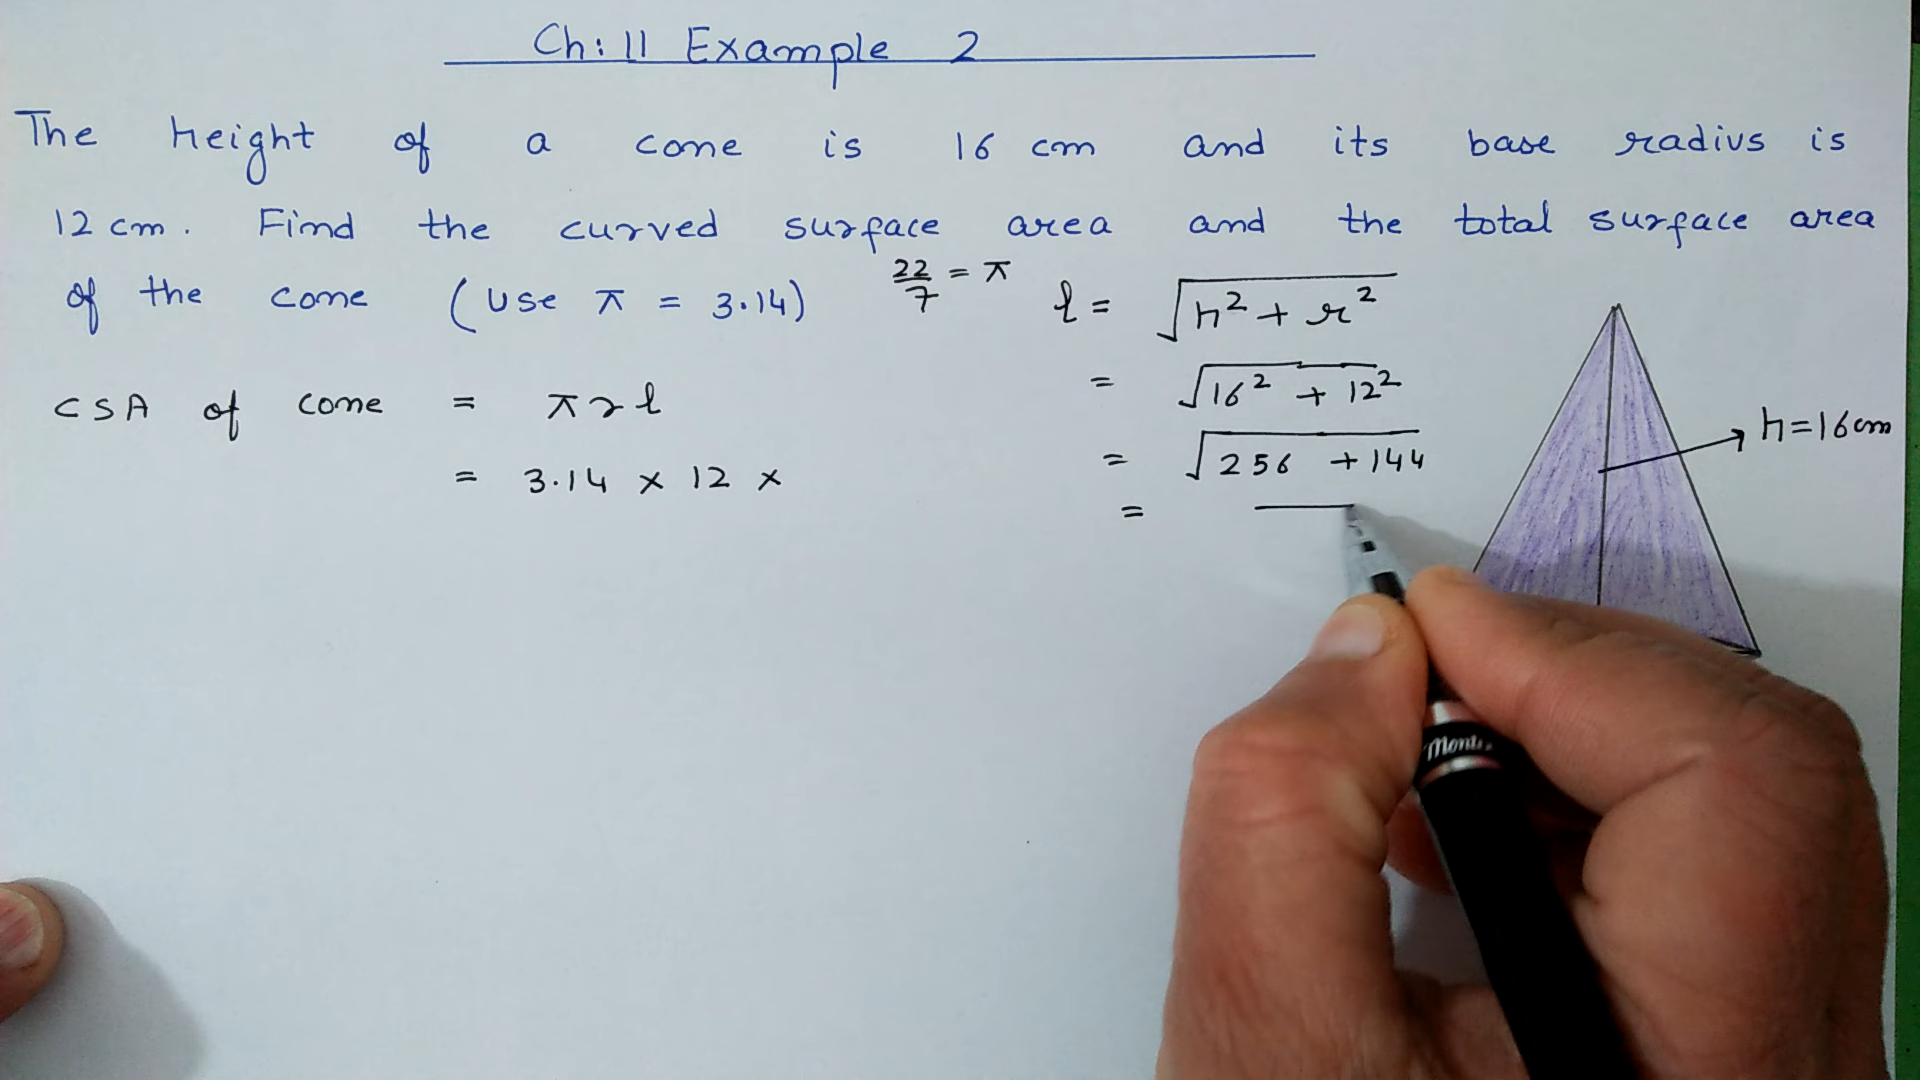 Ch: 11 Example 2
The height of a cone is 16 cm and its base radius is
12 cm. Find the curved surface area and the total surface area
of the cone (Use π = 3.14)
22/7 = π
l = √h² + r²
= √16² + 12²
= √256 + 144
=
h = 16 cm
CSA of cone = πrl
= 3.14 × 12 ×